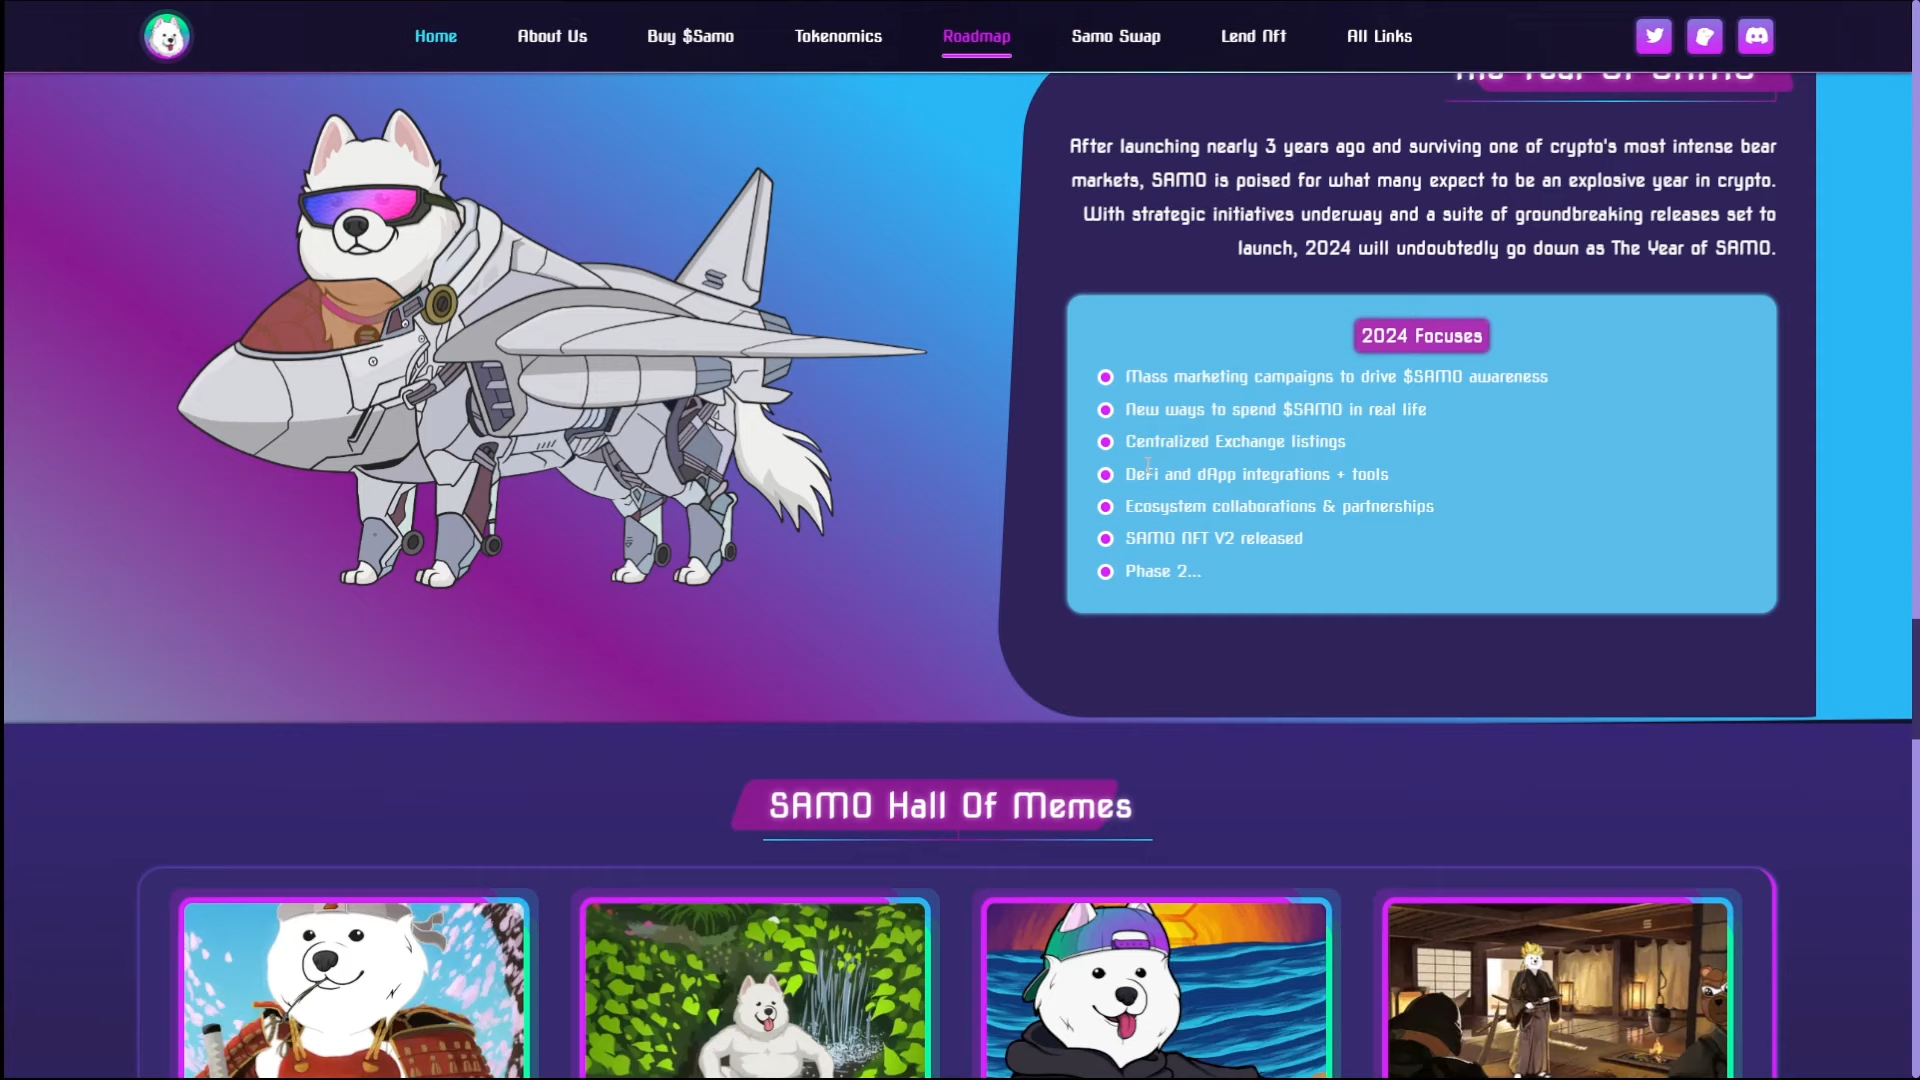 Home About Us Buy $Samo Tokenomics Roadmap Samo Swap Lend Nft All Links
The Year Of SAMO
After launching nearly 3 years ago and surviving one of crypto's most intense bear
markets, SAMO is poised for what many expect to be an explosive year in crypto.
With strategic initiatives underway and a suite of groundbreaking releases set to
launch, 2024 will undoubtedly go down as The Year of SAMO.
2024 Focuses
Mass marketing campaigns to drive $SAMO awareness
New ways to spend $SAMO in real life
Centralized Exchange listings
DeFi and dApp integrations + tools
Ecosystem collaborations & partnerships
SAMO NFT V2 released
Phase 2...
SAMO Hall Of Memes